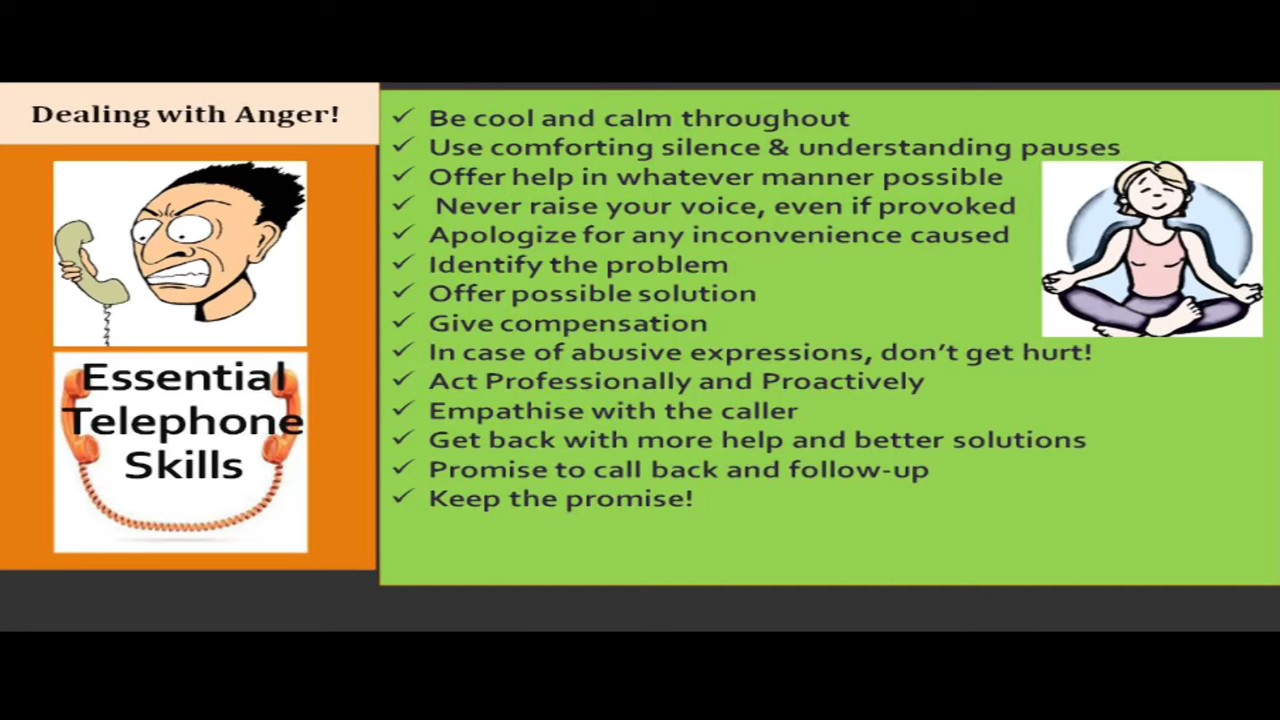 Dealing with Anger!
Essential
Telephone
Skills
✓ Be cool and calm throughout
✓ Use comforting silence & understanding pauses
✓ Offer help in whatever manner possible
✓ Never raise your voice, even if provoked
✓ Apologize for any inconvenience caused
✓ Identify the problem
✓ Offer possible solution
✓ Give compensation
✓ In case of abusive expressions, don’t get hurt!
✓ Act Professionally and Proactively
✓ Empathise with the caller
✓ Get back with more help and better solutions
✓ Promise to call back and follow-up
✓ Keep the promise!